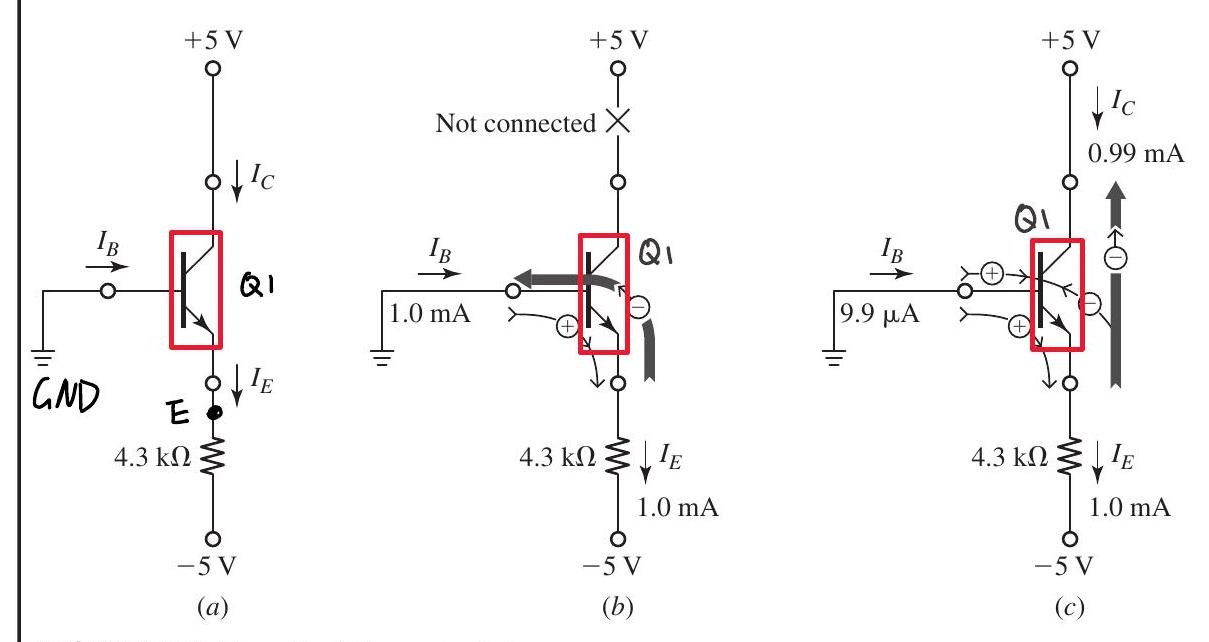 +5 V
I_C
I_B
Q1
GND
I_E
E
4.3 kΩ
−5 V
(a)
+5 V
Not connected
I_B
Q1
1.0 mA
4.3 kΩ
I_E
1.0 mA
−5 V
(b)
+5 V
I_C
0.99 mA
Q1
I_B
9.9 µA
4.3 kΩ
I_E
1.0 mA
−5 V
(c)